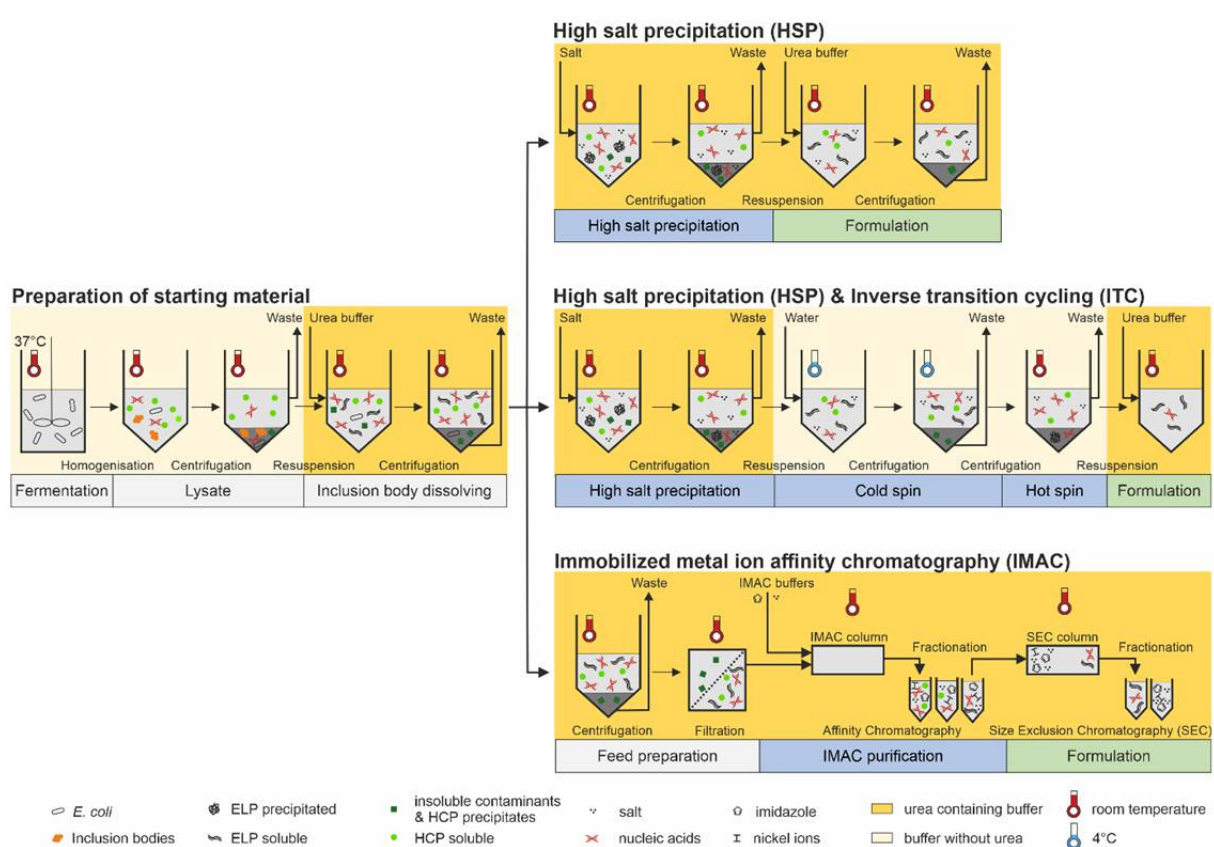 High salt precipitation (HSP)
Salt
Waste
Urea buffer
Waste
Centrifugation
Resuspension
Centrifugation
High salt precipitation
Formulation
Preparation of starting material
37°C
Waste
Urea buffer
Waste
Homogenisation
Centrifugation
Resuspension
Centrifugation
Fermentation
Lysate
Inclusion body dissolving
High salt precipitation (HSP) & Inverse transition cycling (ITC)
Salt
Waste
Water
Waste
Waste
Urea buffer
Centrifugation
Resuspension
Centrifugation
Centrifugation
Resuspension
High salt precipitation
Cold spin
Hot spin
Formulation
Immobilized metal ion affinity chromatography (IMAC)
Waste
IMAC buffers
IMAC column
Fractionation
SEC column
Fractionation
Centrifugation
Filtration
Affinity Chromatography
Size Exclusion Chromatography (SEC)
Feed preparation
IMAC purification
Formulation
E. coli
ELP precipitated
insoluble contaminants
& HCP precipitates
salt
imidazole
urea containing buffer
room temperature
Inclusion bodies
ELP soluble
HCP soluble
nucleic acids
nickel ions
buffer without urea
4°C